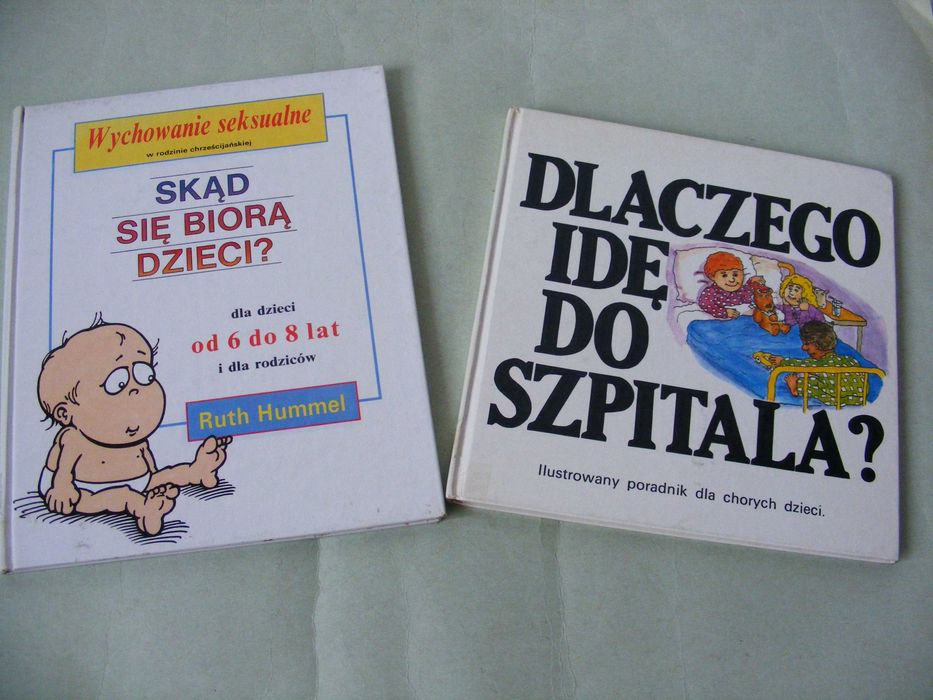 Wychowanie seksualne
w rodzinie chrześcijańskiej
SKĄD
SIĘ BIORĄ
DZIECI?
dla dzieci
od 6 do 8 lat
i dla rodziców
Ruth Hummel
DLACZEGO
IDĘ
DO
SZPITALA?
Ilustrowany poradnik dla chorych dzieci.